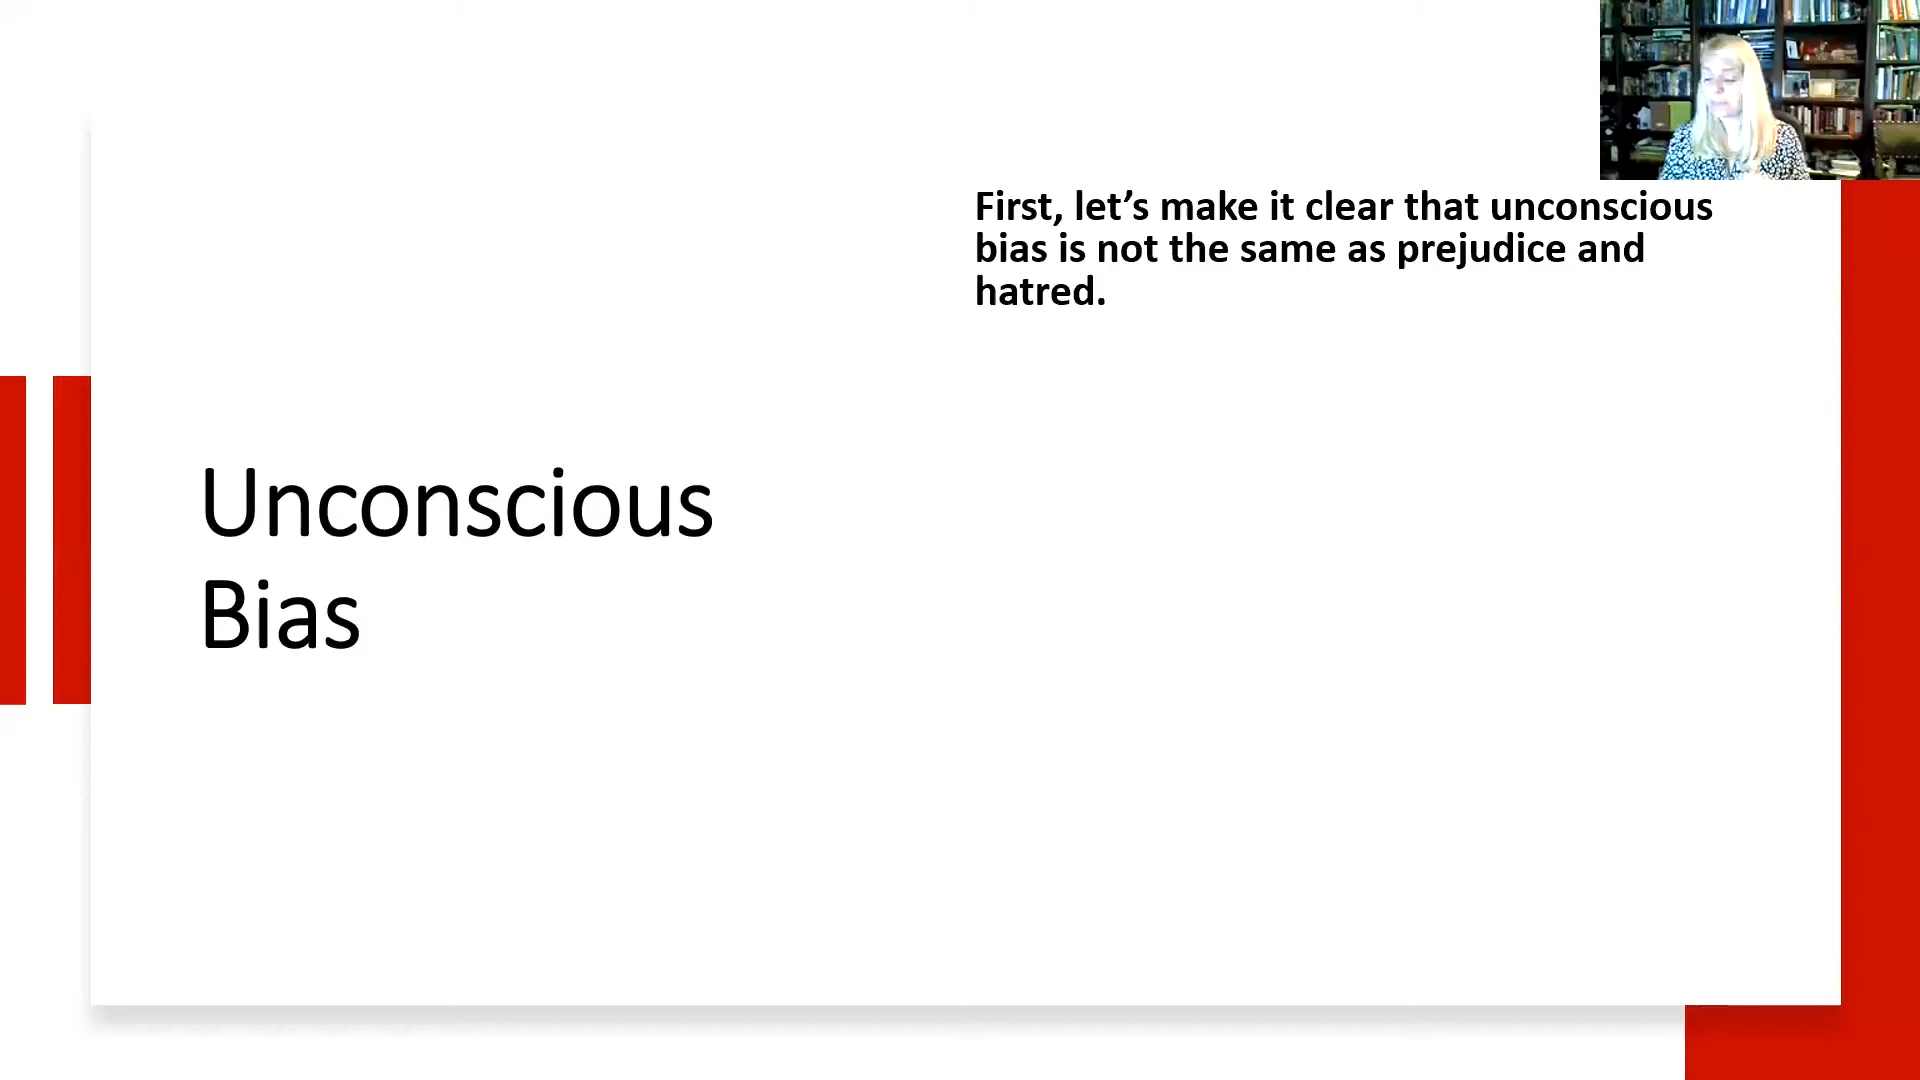 First, let’s make it clear that unconscious
bias is not the same as prejudice and
hatred.
Unconscious
Bias